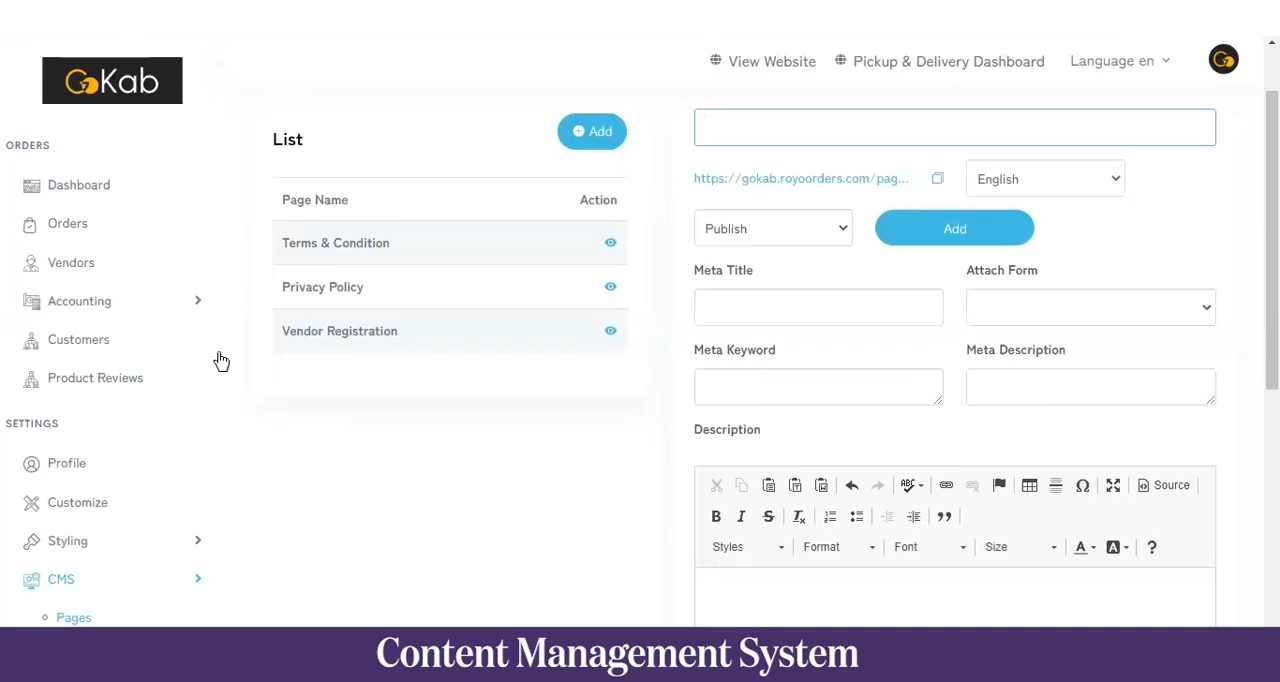 GoKab
View Website
Pickup & Delivery Dashboard
Language en
ORDERS
Dashboard
Orders
Vendors
Accounting
Customers
Product Reviews
SETTINGS
Profile
Customize
Styling
CMS
Pages
List
Add
Page Name Action
Terms & Condition
Privacy Policy
Vendor Registration
https://gokab.royoorders.com/pag...
English
Publish
Add
Meta Title
Attach Form
Meta Keyword
Meta Description
Description
ABC
Source
B I S Tx
Styles Format Font Size A A ?
Content Management System